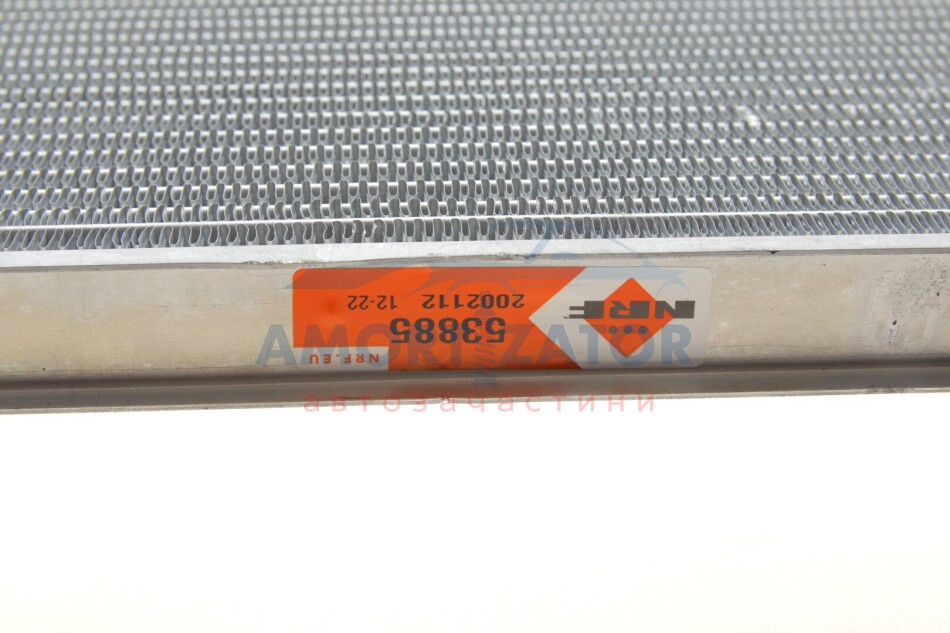 NRF
2002112 12-22
53885
NRF.EU
AMORTIZATOR
автозапчастини